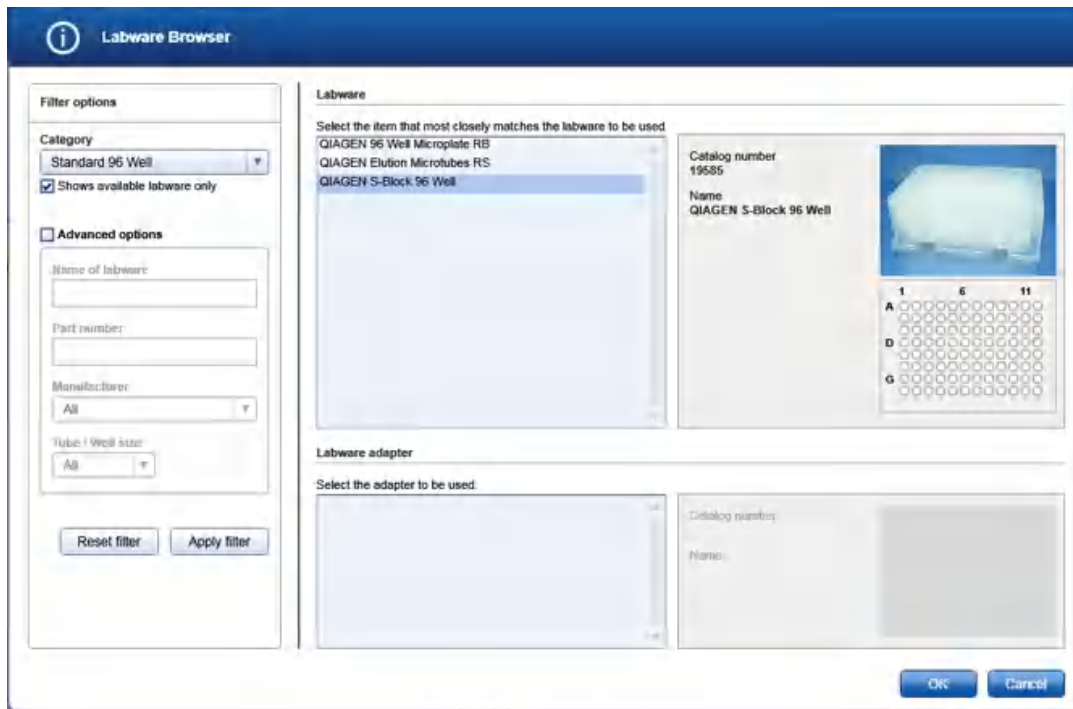 Labware Browser
Filter options
Category
Standard 96 Well
Shows available labware only
Advanced options
Name of labware
Part number
Manufacturer
All
Tube / Well size
All
Reset filter
Apply filter
Labware
Select the item that most closely matches the labware to be used
QIAGEN 96 Well Microplate RB
QIAGEN Elution Microtubes RS
QIAGEN S-Block 96 Well
Catalog number
19585
Name
QIAGEN S-Block 96 Well
1 6 11
A
D
G
Labware adapter
Select the adapter to be used.
Catalog number
Name
OK
Cancel